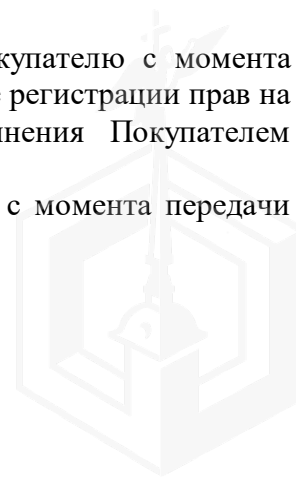 купателю с момента
регистрации прав на
нения Покупателем
с момента передачи